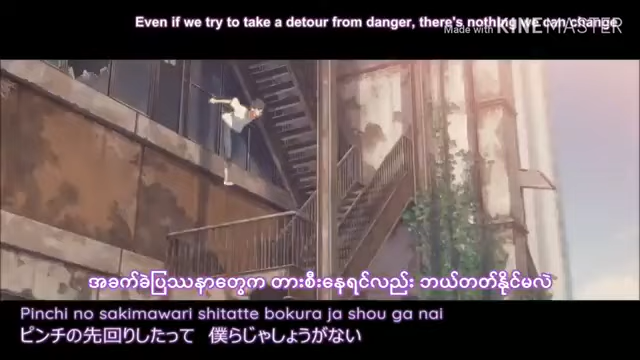 Even if we try to take a detour from danger, there's nothing we can change
Made with KINEMASTER
အခက်ခဲပြဿနာတွေက တားစီးနေရင်လည်း ဘယ်တတ်နိုင်မလဲ
Pinchi no sakimawari shitatte bokura ja shou ga nai
ピンチの先回りしたって 僕らじゃしょうがない